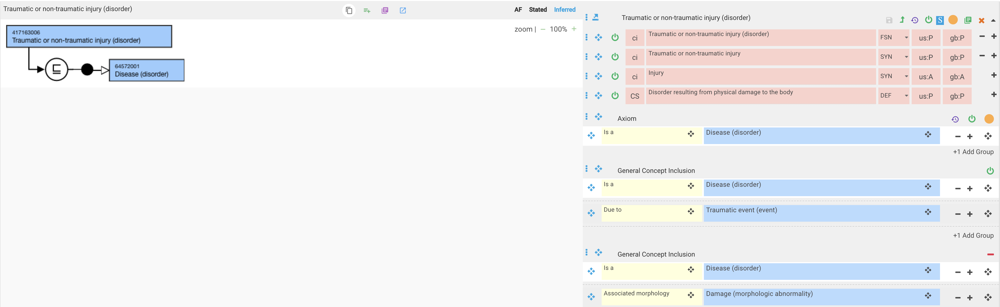 Traumatic or non-traumatic injury (disorder)
AF Stated Inferred
zoom | − 100% +
417163006
Traumatic or non-traumatic injury (disorder)
⊑
64572001
Disease (disorder)
Traumatic or non-traumatic injury (disorder)
S
ci Traumatic or non-traumatic injury (disorder) FSN us:P gb:P
ci Traumatic or non-traumatic injury SYN us:P gb:P
ci Injury SYN us:A gb:A
CS Disorder resulting from physical damage to the body DEF us:P gb:P
Axiom
Is a Disease (disorder)
+1 Add Group
General Concept Inclusion
Is a Disease (disorder)
Due to Traumatic event (event)
+1 Add Group
General Concept Inclusion
Is a Disease (disorder)
Associated morphology Damage (morphologic abnormality)